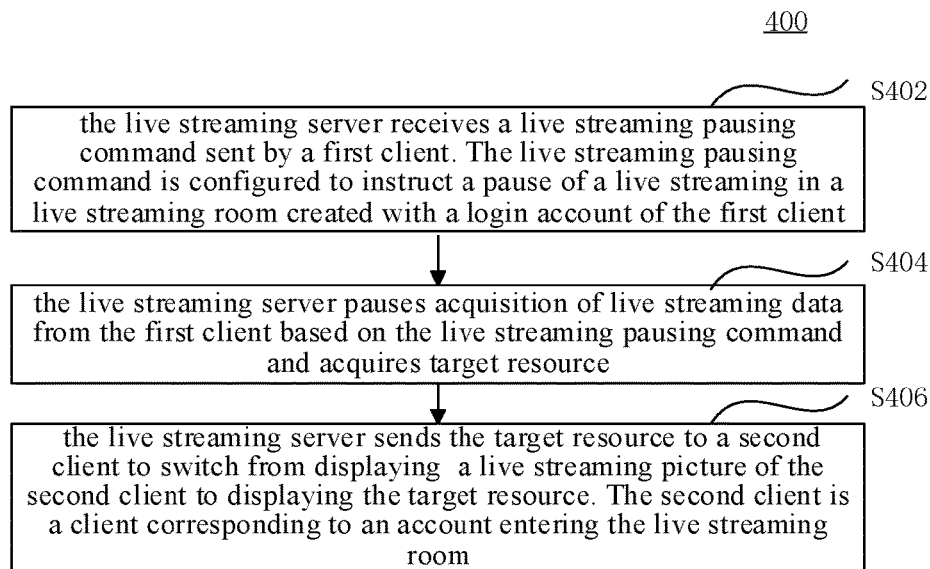 400
S402
the live streaming server receives a live streaming pausing
command sent by a first client. The live streaming pausing
command is configured to instruct a pause of a live streaming in a
live streaming room created with a login account of the first client
S404
the live streaming server pauses acquisition of live streaming data
from the first client based on the live streaming pausing command
and acquires target resource
S406
the live streaming server sends the target resource to a second
client to switch from displaying a live streaming picture of the
second client to displaying the target resource. The second client is
a client corresponding to an account entering the live streaming
room